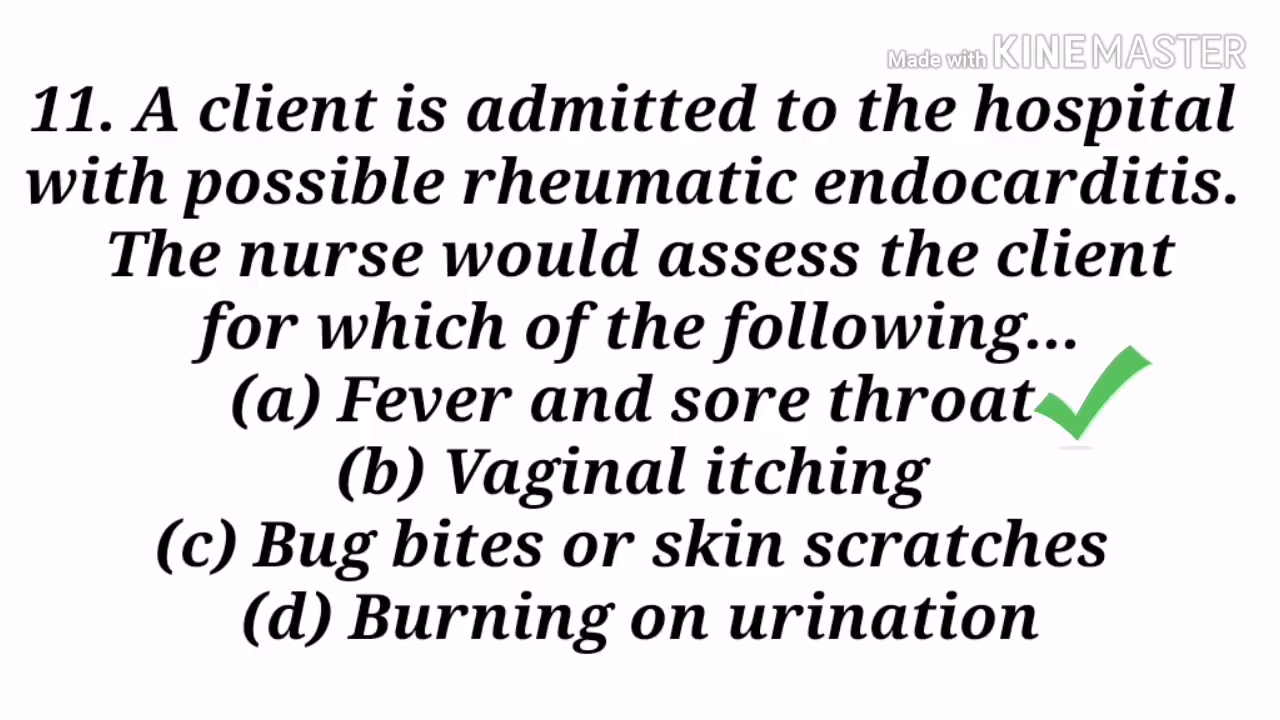 Made with KINEMASTER
11. A client is admitted to the hospital
with possible rheumatic endocarditis.
The nurse would assess the client
for which of the following...
(a) Fever and sore throat
(b) Vaginal itching
(c) Bug bites or skin scratches
(d) Burning on urination